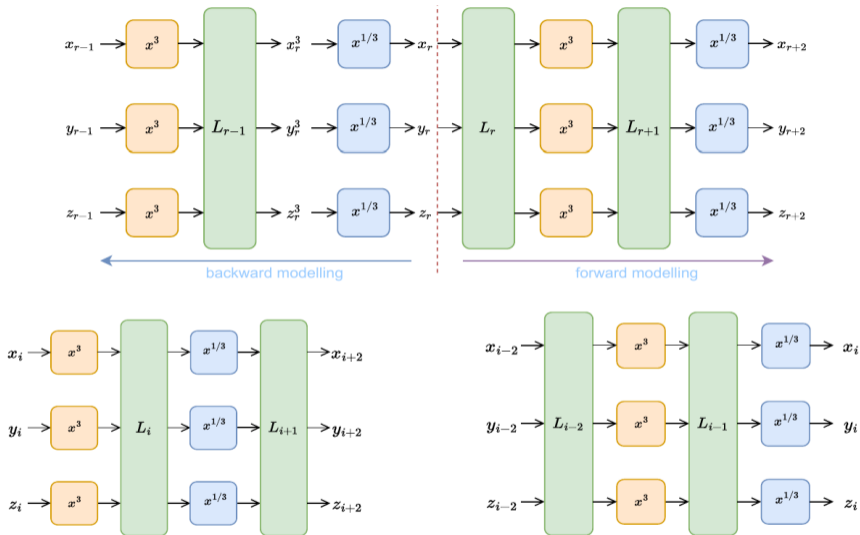 x_{r-1} x^3 x_r^3 x^{1/3} x_r x^3 x^{1/3} x_{r+2}
y_{r-1} x^3 L_{r-1} y_r^3 x^{1/3} y_r L_r x^3 L_{r+1} x^{1/3} y_{r+2}
z_{r-1} x^3 z_r^3 x^{1/3} z_r x^3 x^{1/3} z_{r+2}
backward modelling forward modelling
x_i x^3 x^{1/3} x_{i+2}
y_i x^3 L_i x^{1/3} L_{i+1} y_{i+2}
z_i x^3 x^{1/3} z_{i+2}
x_{i-2} x^3 x^{1/3} x_i
y_{i-2} L_{i-2} x^3 L_{i-1} x^{1/3} y_i
z_{i-2} x^3 x^{1/3} z_i